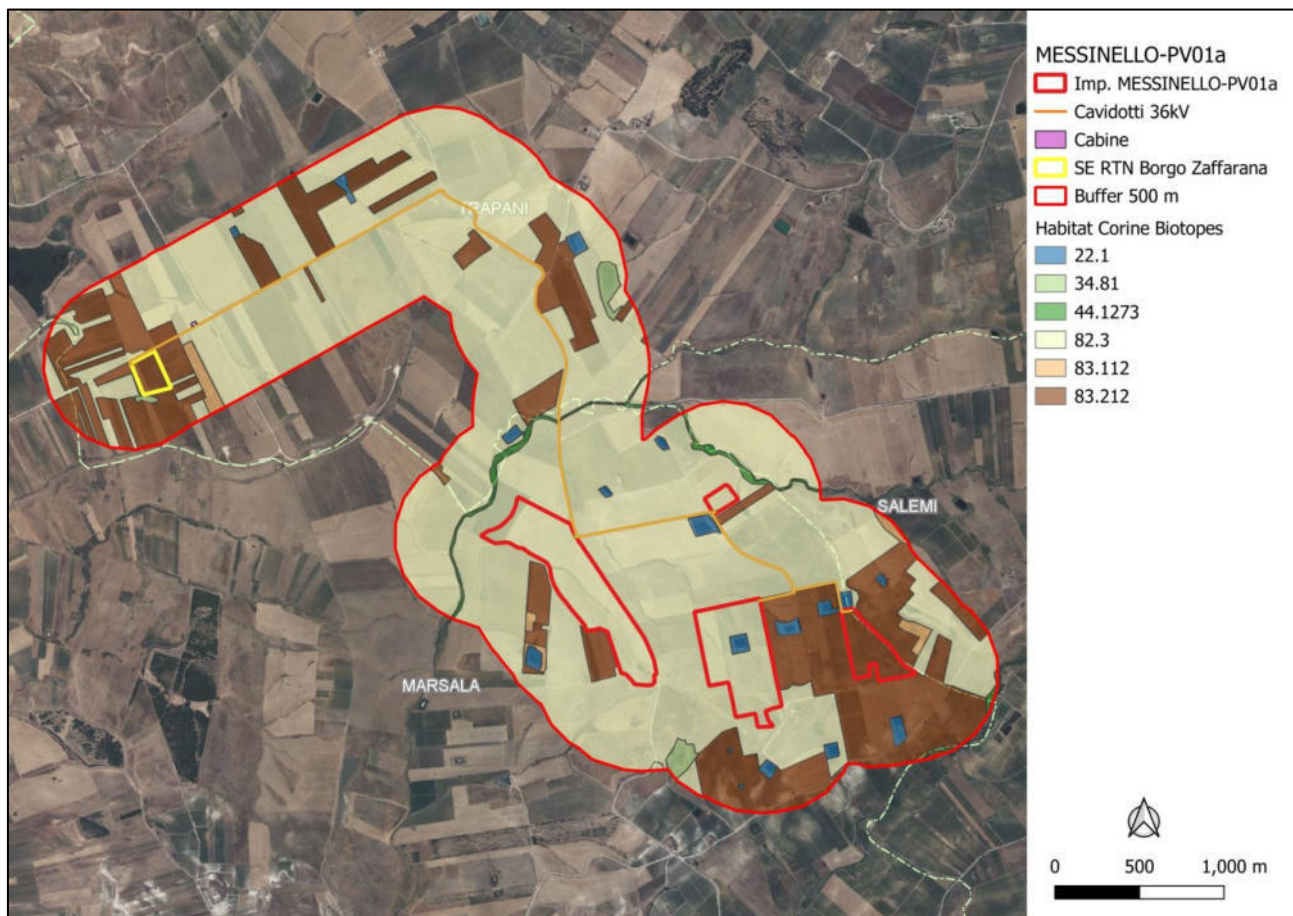 MESSINELLO-PV01a
Imp. MESSINELLO-PV01a
Cavidotti 36kV
Cabine
SE RTN Borgo Zaffarana
Buffer 500 m
Habitat Corine Biotopes
22.1
34.81
44.1273
82.3
83.112
83.212
TRAPANI
SALEMI
MARSALA
0 500 1,000 m